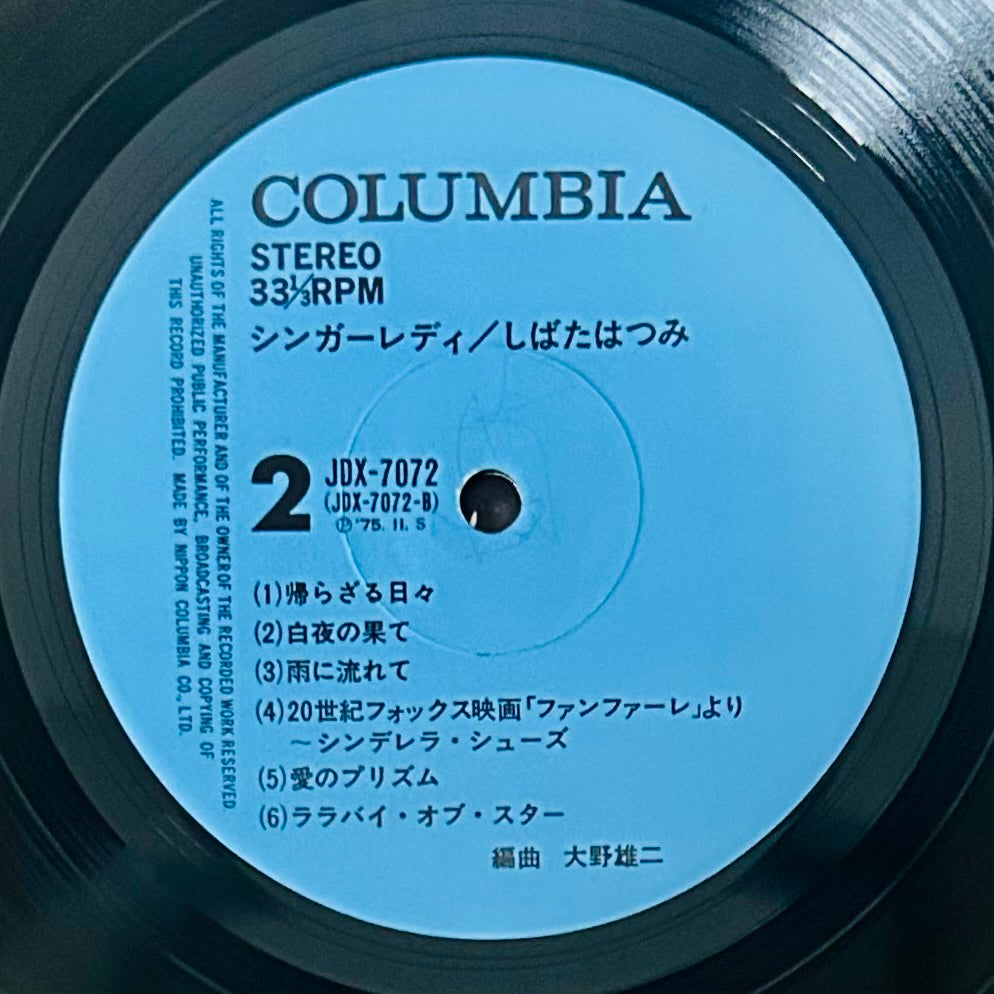 COLUMBIA
STEREO
33⅓RPM
シンガーレディ／しばたはつみ
2
JDX-7072
(JDX-7072-B)
Ⓟ'75. 11. S
(1)帰らざる日々
(2)白夜の果て
(3)雨に流れて
(4)20世紀フォックス映画「ファンファーレ」より
～シンデレラ・シューズ
(5)愛のプリズム
(6)ララバイ・オブ・スター
編曲 大野雄二
ALL RIGHTS OF THE MANUFACTURER AND OF THE OWNER OF THE RECORDED WORK RESERVED.
UNAUTHORIZED PUBLIC PERFORMANCE, BROADCASTING AND COPYING OF
THIS RECORD PROHIBITED. MADE BY NIPPON COLUMBIA CO., LTD.